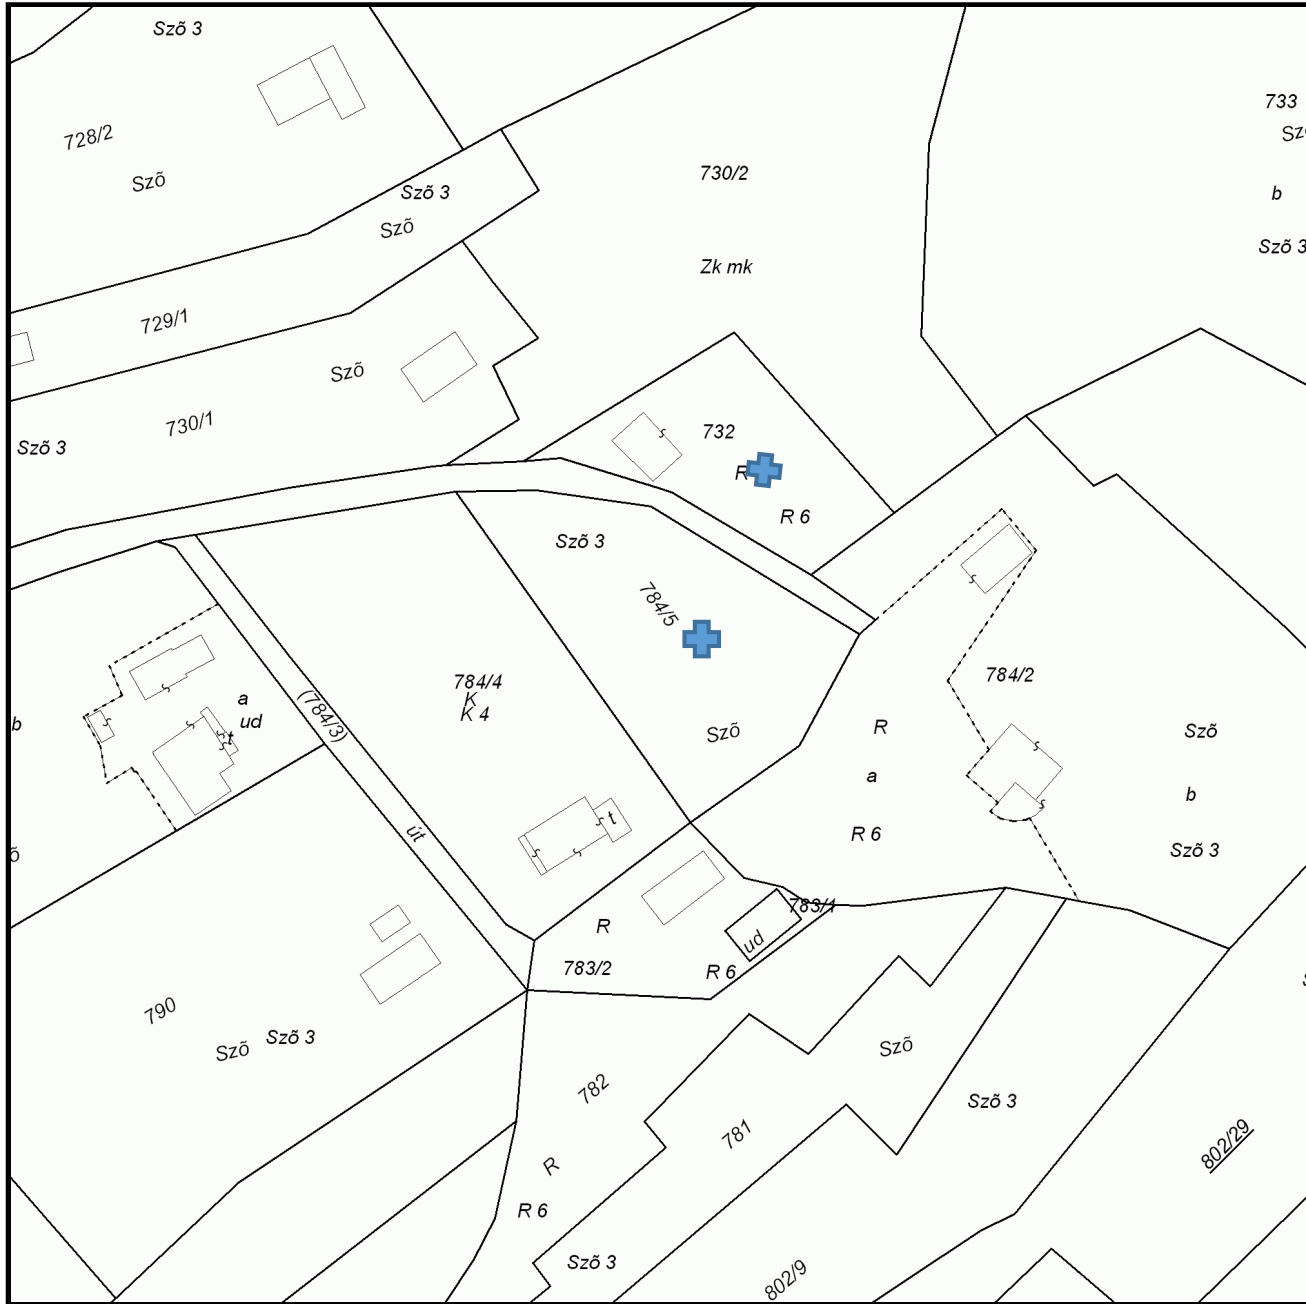 Szõ 3
728/2
733
730/2
Szõ
Szõ 3
b
Szõ
Szõ 3
Zk mk
729/1
Szõ
730/1
732
Szõ 3
R
R 6
Szõ 3
784/5
784/2
784/4
K
K 4
a
ud
b
(784/3)
Szõ
R
Szõ
a
b
t
t
út
R 6
Szõ 3
783/1
R
ud
783/2
R 6
790
Szõ
Szõ 3
Szõ
782
781
Szõ 3
802/29
R
R 6
Szõ 3
802/9